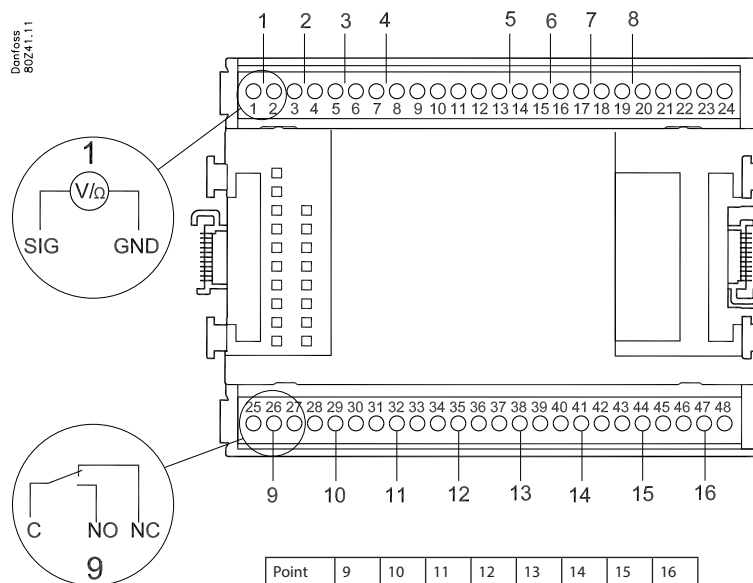 Danfoss
80Z41.11
1 2 3 4 5 6 7 8
1 2 3 4 5 6 7 8 9 10 11 12 13 14 15 16 17 18 19 20 21 22 23 24
1
V/Ω
SIG GND
25 26 27 28 29 30 31 32 33 34 35 36 37 38 39 40 41 42 43 44 45 46 47 48
9 10 11 12 13 14 15 16
C NO NC
9
Point 9 10 11 12 13 14 15 16